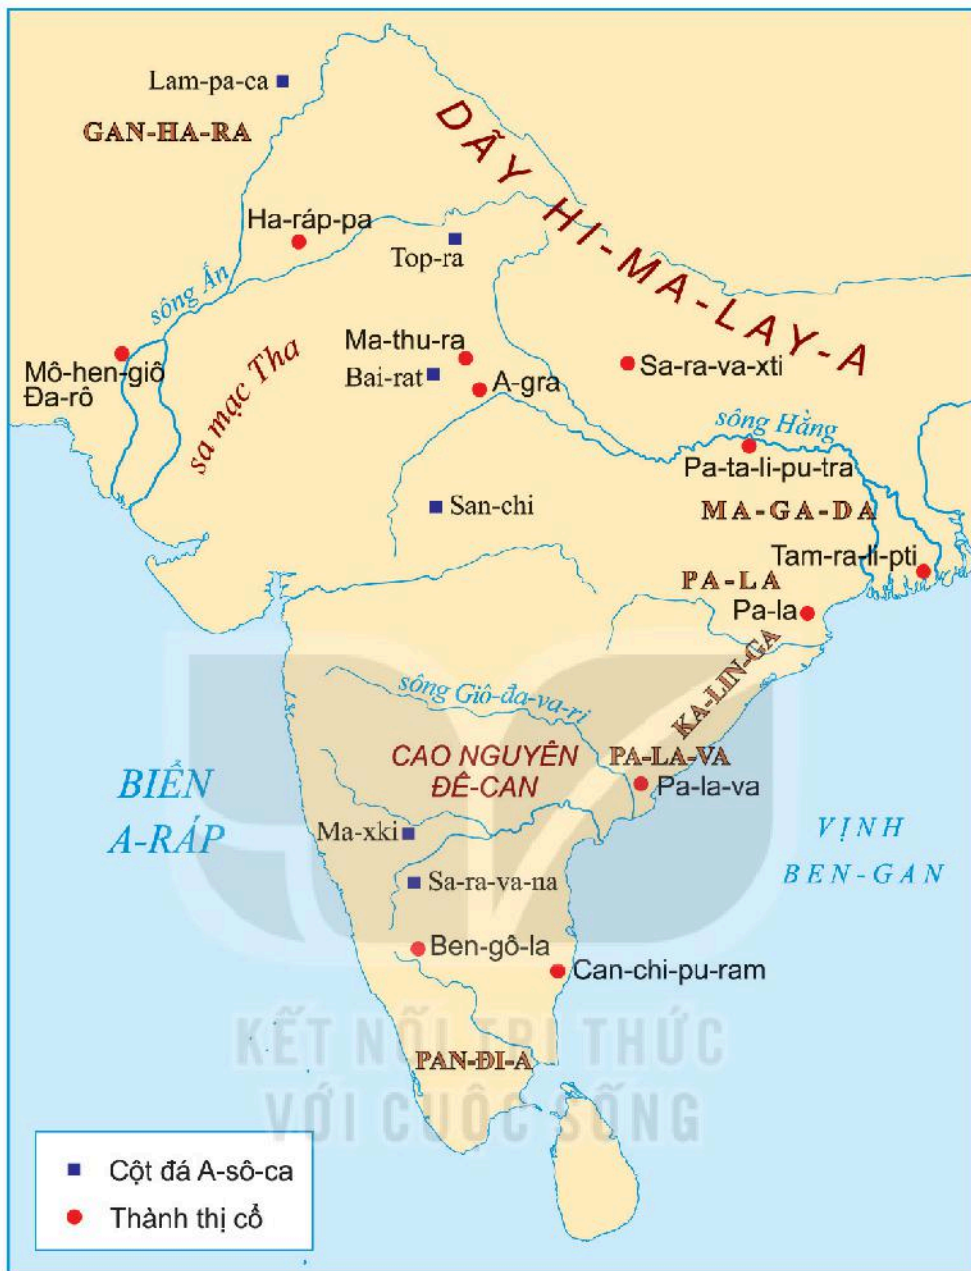 Lam-pa-ca
GAN-HA-RA
DÃY HI-MA-LAY-A
Ha-ráp-pa
Top-ra
sông Ấn
Mô-hen-giô
Đa-rô
sa mạc Tha
Ma-thu-ra
Bai-rat
A-gra
Sa-ra-va-xti
sông Hằng
Pa-ta-li-pu-tra
San-chi
MA-GA-DA
Tam-ra-li-pti
PA-LA
Pa-la
KA-LIN-GA
sông Giô-đa-va-ri
CAO NGUYÊN
ĐÊ-CAN
PA-LA-VA
Pa-la-va
BIỂN
A-RÁP
Ma-xki
VỊNH
BEN-GAN
Sa-ra-va-na
Ben-gô-la
Can-chi-pu-ram
KẾT NỐI TRI THỨC
VỚI CUỘC SỐNG
PAN-ĐI-A
Cột đá A-sô-ca
Thành thị cổ